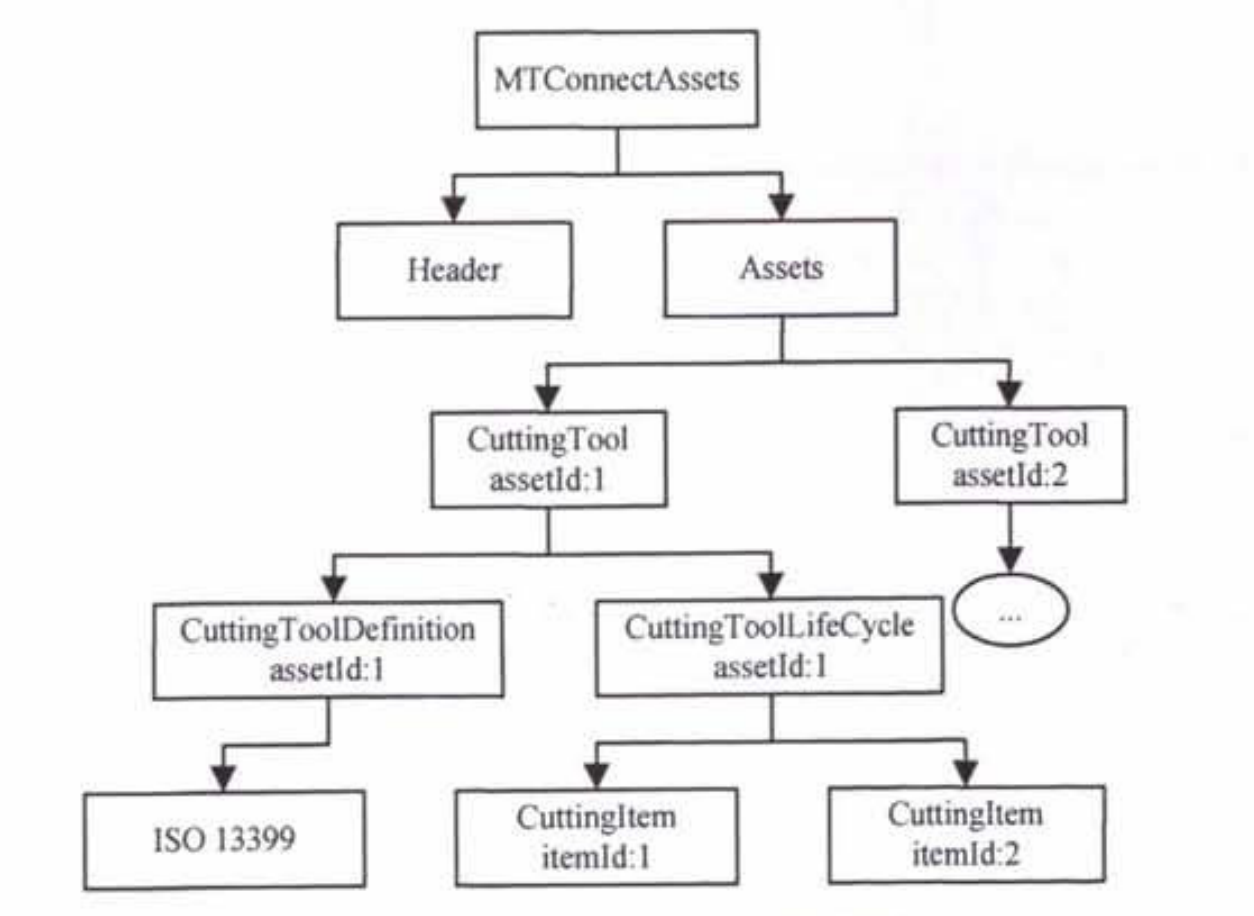 MTConnectAssets
Header
Assets
CuttingTool
assetId:1
CuttingTool
assetId:2
CuttingToolDefinition
assetId:1
CuttingToolLifeCycle
assetId:1
...
ISO 13399
CuttingItem
itemId:1
CuttingItem
itemId:2